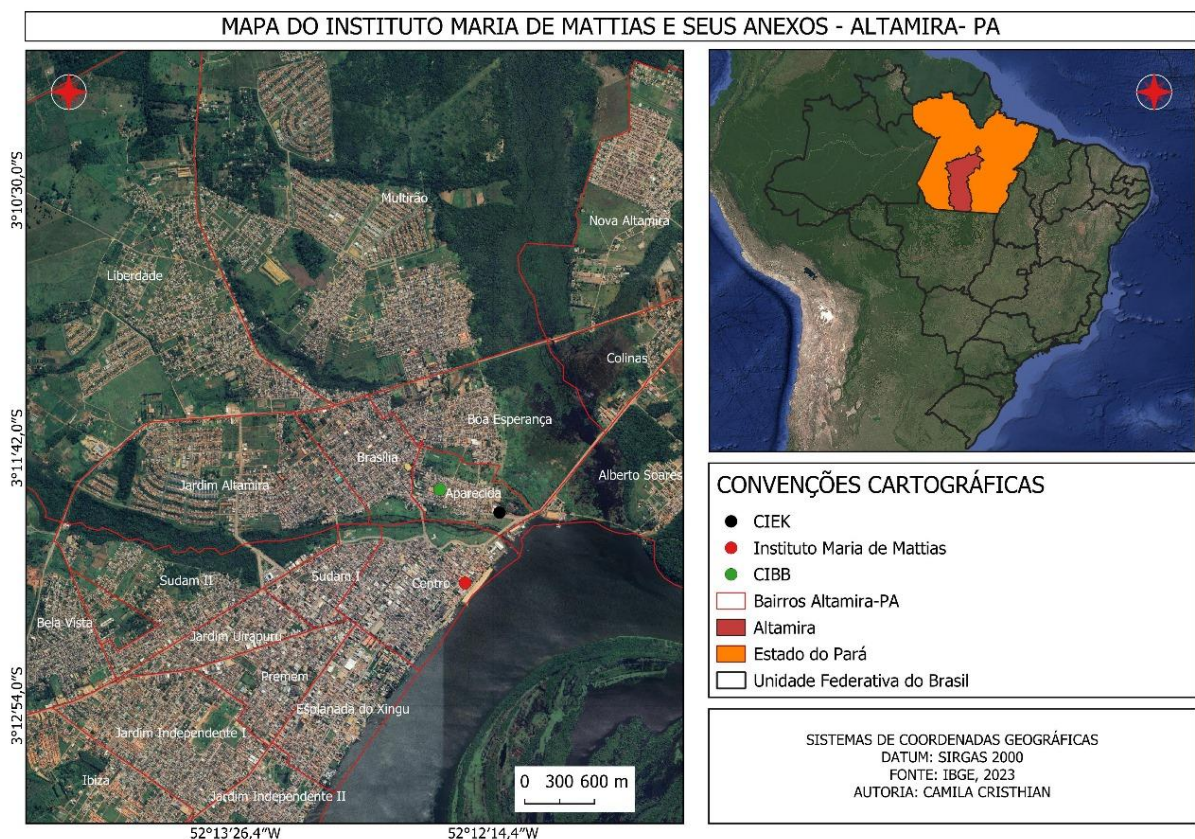 MAPA DO INSTITUTO MARIA DE MATTIAS E SEUS ANEXOS - ALTAMIRA- PA
3°10'30,0"S
3°11'42,0"S
3°12'54,0"S
Multirão
Nova Altamira
Liberdade
Colinas
Boa Esperança
Brasília
Alberto Soares
Jardim Altamira
Aparecida
Sudam II
Sudam I
Centro
Bela Vista
Jardim Uirapuru
Premem
Esplanada do Xingu
Jardim Independente I
Ibiza
Jardim Independente II
0 300 600 m
52°13'26,4"W
52°12'14,4"W
CONVENÇÕES CARTOGRÁFICAS
CIEK
Instituto Maria de Mattias
CIBB
Bairros Altamira-PA
Altamira
Estado do Pará
Unidade Federativa do Brasil
SISTEMAS DE COORDENADAS GEOGRÁFICAS
DATUM: SIRGAS 2000
FONTE: IBGE, 2023
AUTORIA: CAMILA CRISTHIAN